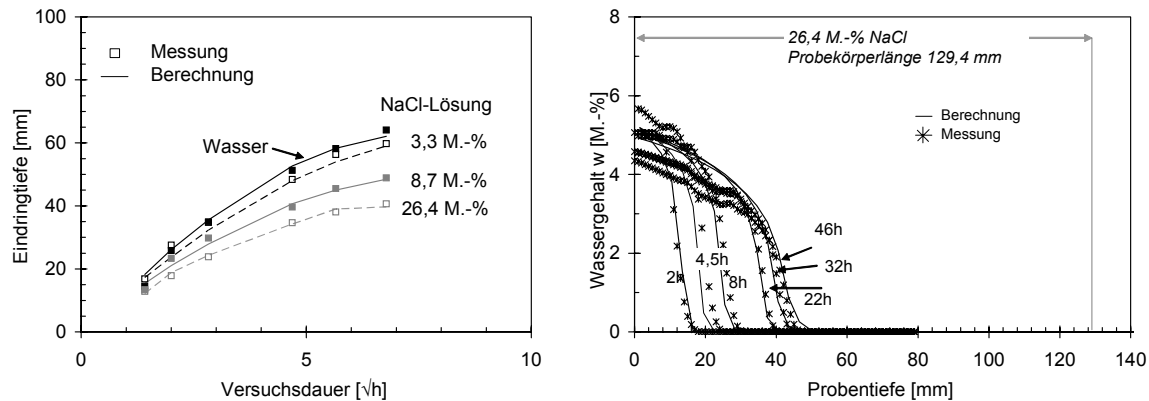 100
80
60
40
20
0
0
5
10
Eindringtiefe [mm]
Versuchsdauer [√h]
Messung
Berechnung
NaCl-Lösung
Wasser
3,3 M.-%
8,7 M.-%
26,4 M.-%
8
6
4
2
0
0
20
40
60
80
100
120
140
Wassergehalt w [M.-%]
Probentiefe [mm]
26,4 M.-% NaCl
Probekörperlänge 129,4 mm
Berechnung
Messung
2h
4,5h
8h
46h
32h
22h